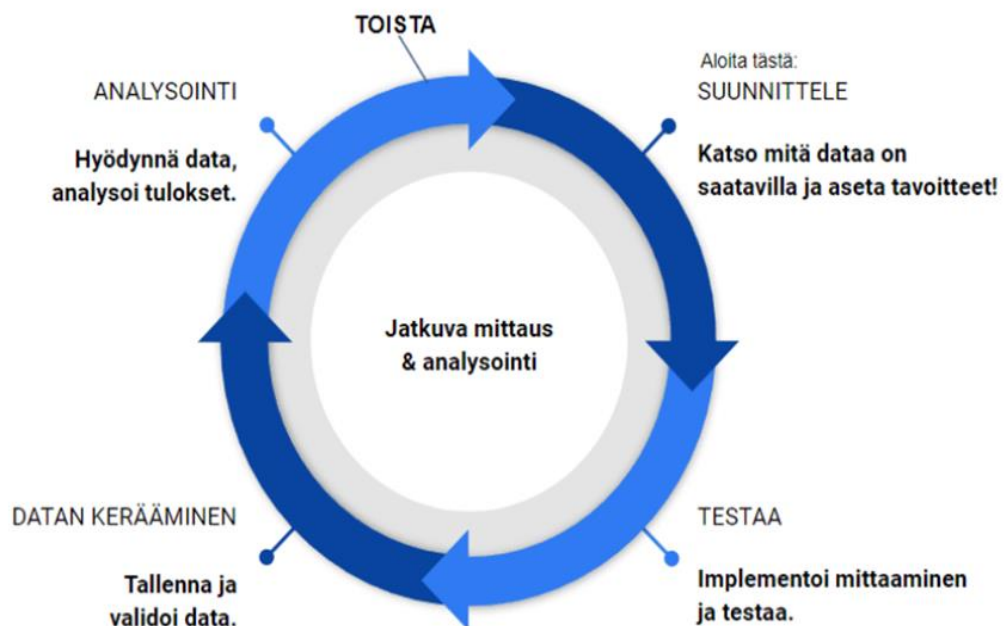 TOISTA
Aloita tästä:
SUUNNITTELE
Katso mitä dataa on
saatavilla ja aseta tavoitteet!
TESTAA
Implementoi mittaaminen
ja testaa.
DATAN KERÄÄMINEN
Tallenna ja
validoi data.
ANALYSOINTI
Hyödynnä data,
analysoi tulokset.
Jatkuva mittaus
& analysointi